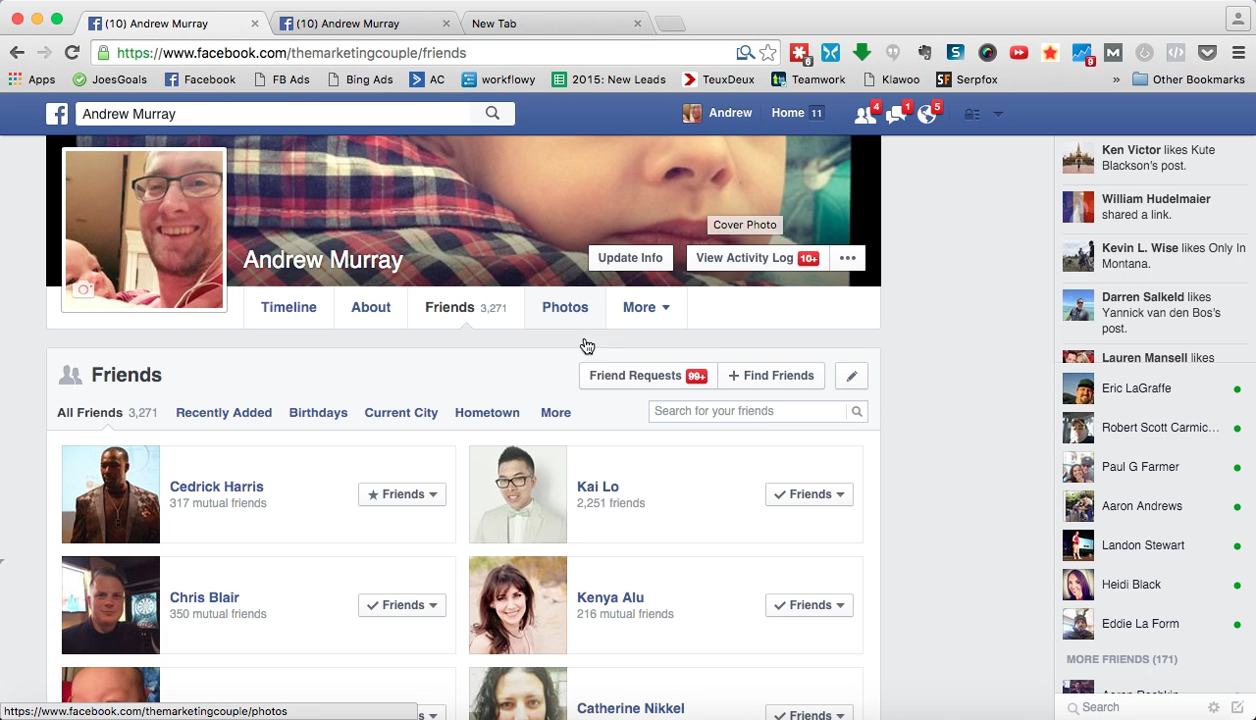 (10) Andrew Murray
(10) Andrew Murray
New Tab
https://www.facebook.com/themarketingcouple/friends
6
9
Apps
JoesGoals
Facebook
FB Ads
Bing Ads
AC
workflowy
2015: New Leads
TeuxDeux
Teamwork
Klawoo
SF Serpfox
»
Other Bookmarks
Andrew Murray
Andrew
Home 11
4
1
5
Cover Photo
Andrew Murray
Update Info
View Activity Log 10+
Timeline
About
Friends 3,271
Photos
More
Friends
Friend Requests 99+
+ Find Friends
All Friends 3,271
Recently Added
Birthdays
Current City
Hometown
More
Search for your friends
Cedrick Harris
317 mutual friends
Friends
Kai Lo
2,251 friends
Friends
Chris Blair
350 mutual friends
Friends
Kenya Alu
216 mutual friends
Friends
Catherine Nikkel
Friends
https://www.facebook.com/themarketingcouple/photos
Ken Victor likes Kute
Blackson's post.
William Hudelmaier
shared a link.
Kevin L. Wise likes Only In
Montana.
Darren Salkeld likes
Yannick van den Bos's
post.
Lauren Mansell likes
Eric LaGraffe
Robert Scott Carmic...
Paul G Farmer
Aaron Andrews
Landon Stewart
Heidi Black
Eddie La Form
MORE FRIENDS (171)
Search